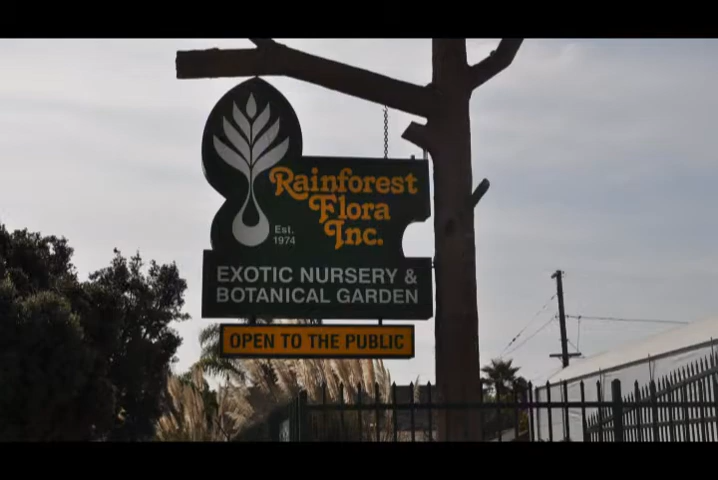 Rainforest
Flora
Est.
1974
Inc.
EXOTIC NURSERY &
BOTANICAL GARDEN
OPEN TO THE PUBLIC